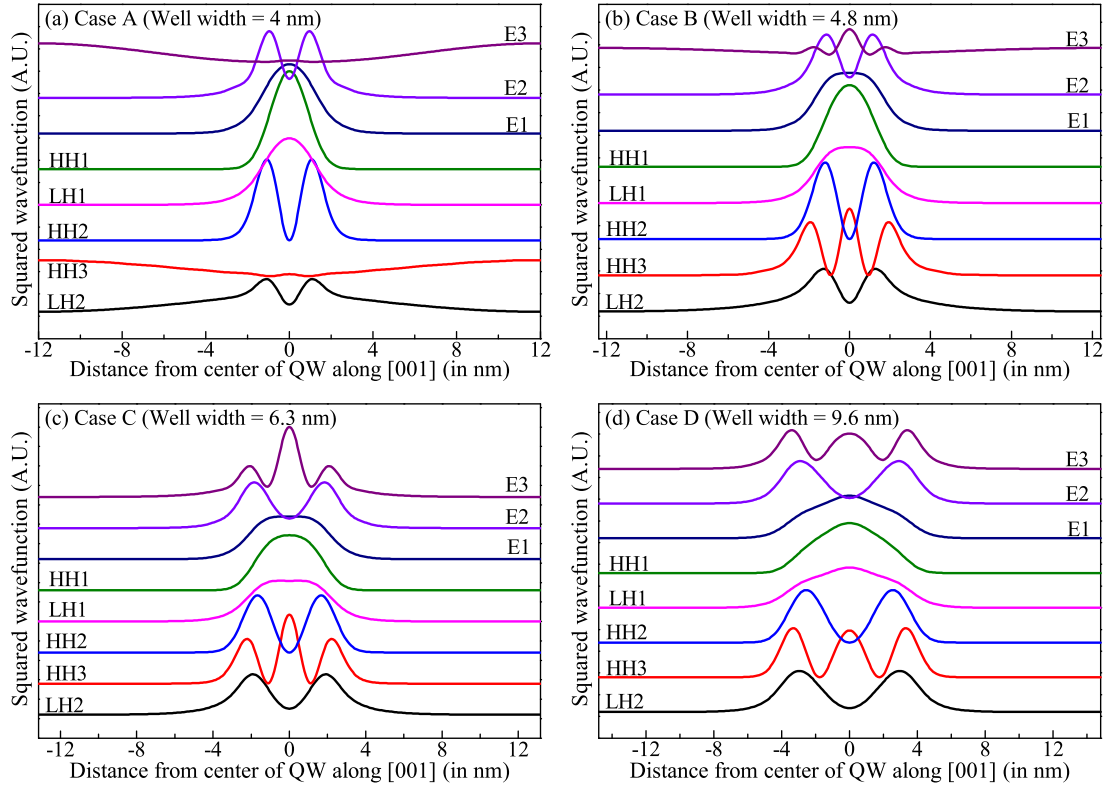 (a) Case A (Well width = 4 nm)
Squared wavefunction (A.U.)
E3
E2
E1
HH1
LH1
HH2
HH3
LH2
-12 -8 -4 0 4 8 12
Distance from center of QW along [001] (in nm)
(b) Case B (Well width = 4.8 nm)
Squared wavefunction (A.U.)
E3
E2
E1
HH1
LH1
HH2
HH3
LH2
-12 -8 -4 0 4 8 12
Distance from center of QW along [001] (in nm)
(c) Case C (Well width = 6.3 nm)
Squared wavefunction (A.U.)
E3
E2
E1
HH1
LH1
HH2
HH3
LH2
-12 -8 -4 0 4 8 12
Distance from center of QW along [001] (in nm)
(d) Case D (Well width = 9.6 nm)
Squared wavefunction (A.U.)
E3
E2
E1
HH1
LH1
HH2
HH3
LH2
-12 -8 -4 0 4 8 12
Distance from center of QW along [001] (in nm)